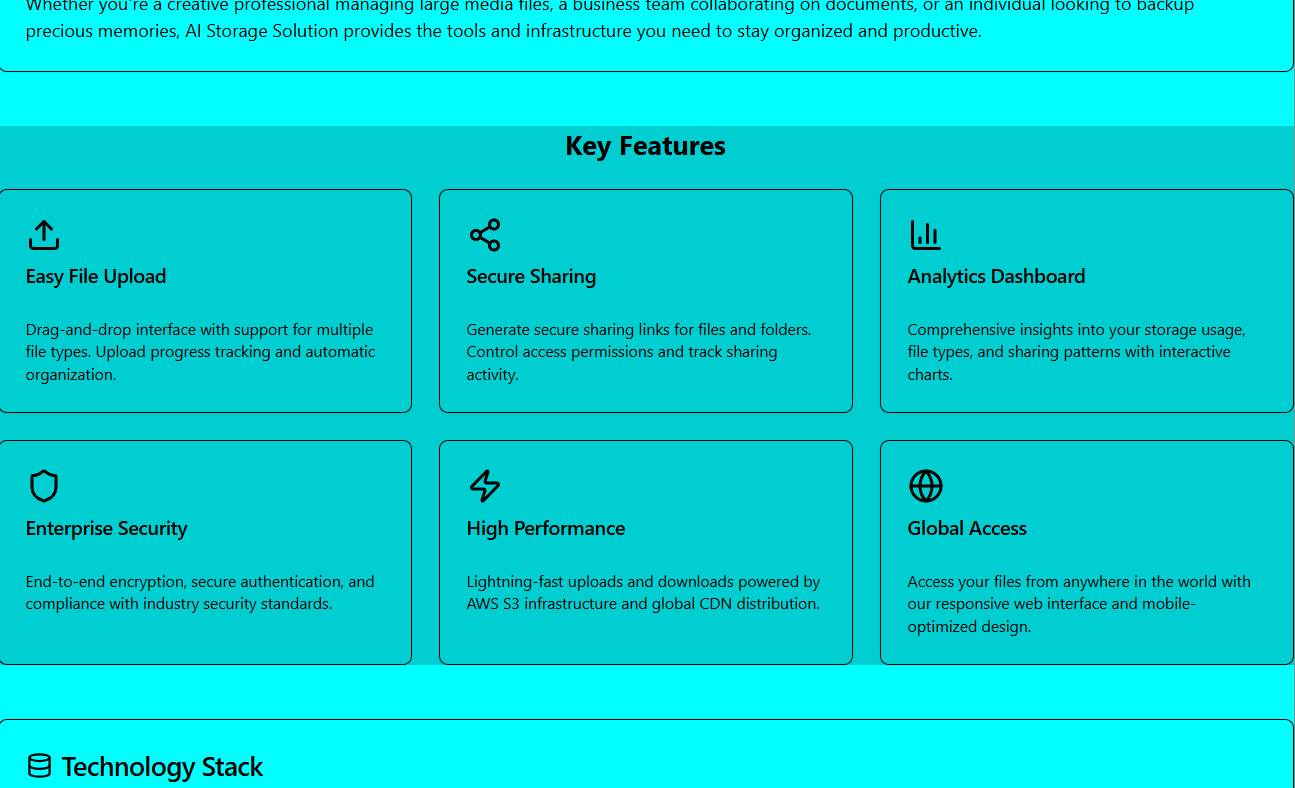 Whether you're a creative professional managing large media files, a business team collaborating on documents, or an individual looking to backup
precious memories, AI Storage Solution provides the tools and infrastructure you need to stay organized and productive.
Key Features
Easy File Upload
Drag-and-drop interface with support for multiple
file types. Upload progress tracking and automatic
organization.
Secure Sharing
Generate secure sharing links for files and folders.
Control access permissions and track sharing
activity.
Analytics Dashboard
Comprehensive insights into your storage usage,
file types, and sharing patterns with interactive
charts.
Enterprise Security
End-to-end encryption, secure authentication, and
compliance with industry security standards.
High Performance
Lightning-fast uploads and downloads powered by
AWS S3 infrastructure and global CDN distribution.
Global Access
Access your files from anywhere in the world with
our responsive web interface and mobile-
optimized design.
Technology Stack